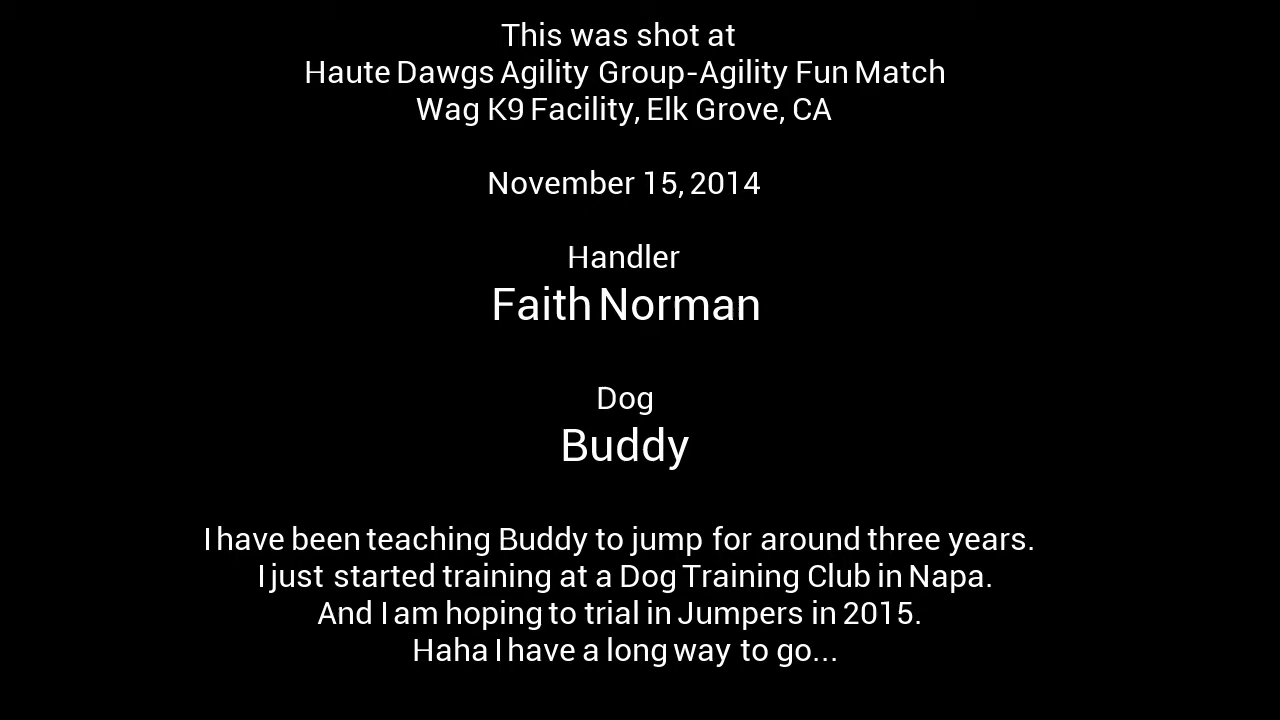 This was shot at
Haute Dawgs Agility Group-Agility Fun Match
Wag K9 Facility, Elk Grove, CA
November 15, 2014
Handler
Faith Norman
Dog
Buddy
I have been teaching Buddy to jump for around three years.
I just started training at a Dog Training Club in Napa.
And I am hoping to trial in Jumpers in 2015.
Haha I have a long way to go...